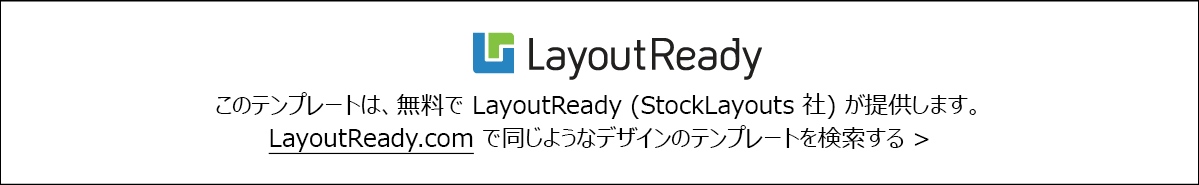 LayoutReady
このテンプレートは、無料で LayoutReady (StockLayouts 社) が提供します。
LayoutReady.com で同じようなデザインのテンプレートを検索する >